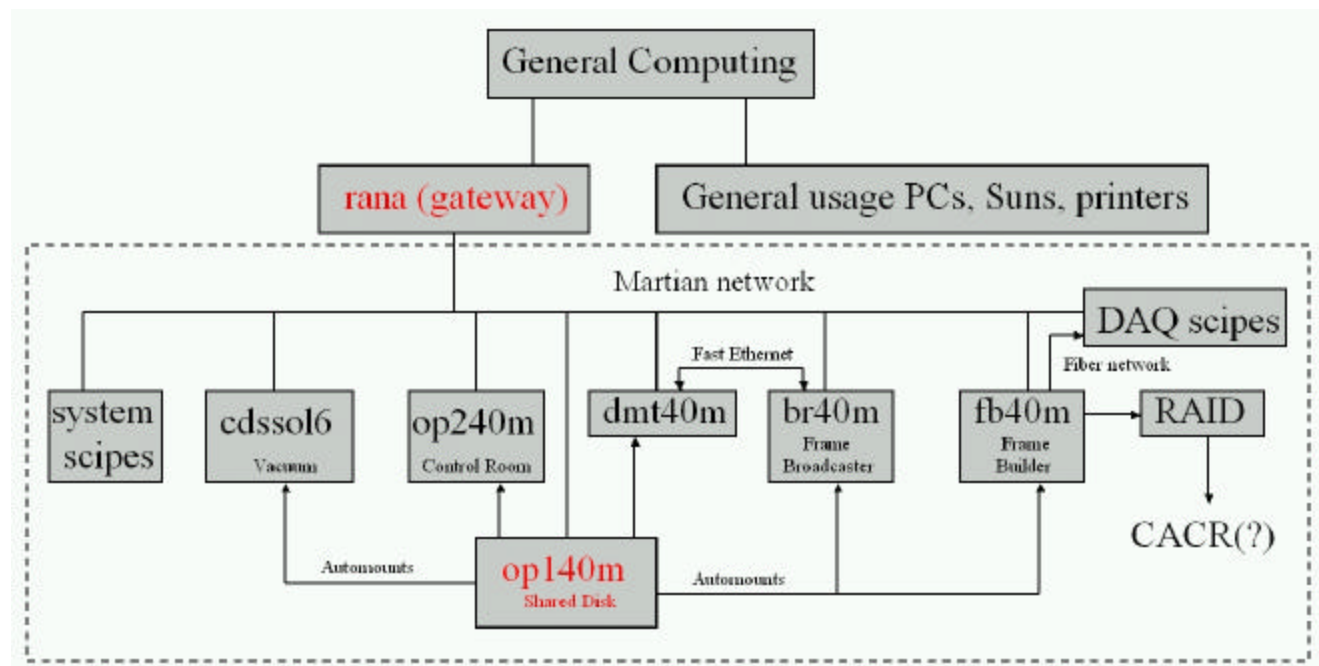 General Computing
rana (gateway)
General usage PCs, Suns, printers
Martian network
DAQ scipes
Fast Ethernet
Fiber network
system
scipes
cdssol6
Vacuum
op240m
Control Room
dmt40m
br40m
Frame
Broadcaster
fb40m
Frame
Builder
RAID
CACR(?)
Automounts
op140m
Shared Disk
Automounts